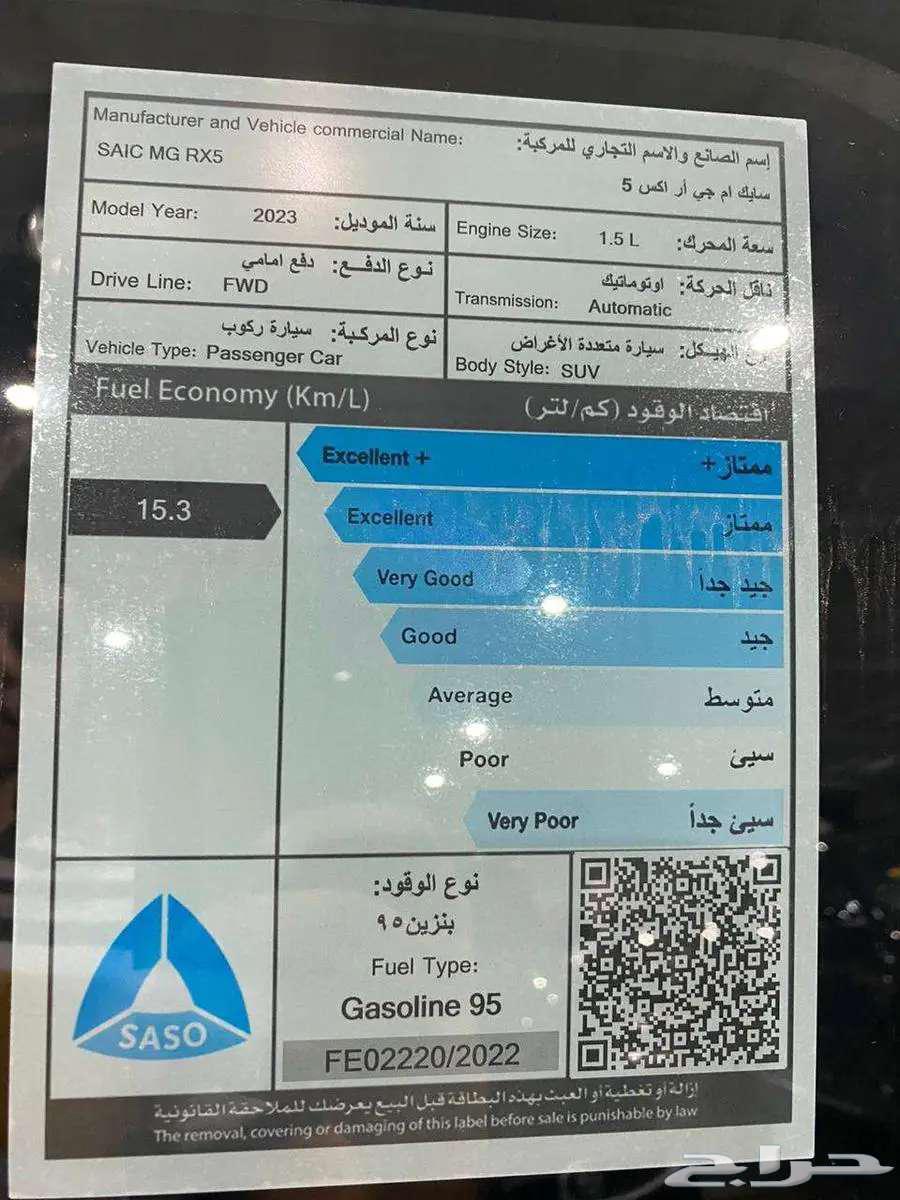 Manufacturer and Vehicle commercial Name:
إسم الصانع والاسم التجاري للمركبة:
SAIC MG RX5
سايك ام جي أر اكس 5
Model Year: 2023 سنة الموديل:
Engine Size: 1.5 L سعة المحرك:
نوع الدفـــع: دفع امامي
Drive Line: FWD
ناقل الحركة: اوتوماتيك
Transmission: Automatic
نوع المركبة: سيارة ركوب
Vehicle Type: Passenger Car
الهيـكل: سيارة متعددة الأغراض
Body Style: SUV
Fuel Economy (Km/L)
اقتصاد الوقود (كم/لتر)
Excellent + ممتاز+
15.3
Excellent ممتاز
Very Good جيد جداً
Good جيد
Average متوسط
Poor سيئ
Very Poor سيئ جداً
SASO
نوع الوقود:
بنزين ٩٥
Fuel Type:
Gasoline 95
FE02220/2022
إزالة أو تغطية أو العبث بهذه البطاقة قبل البيع يعرضك للملاحقة القانونية
The removal, covering or damaging of this label before sale is punishable by law
حراج